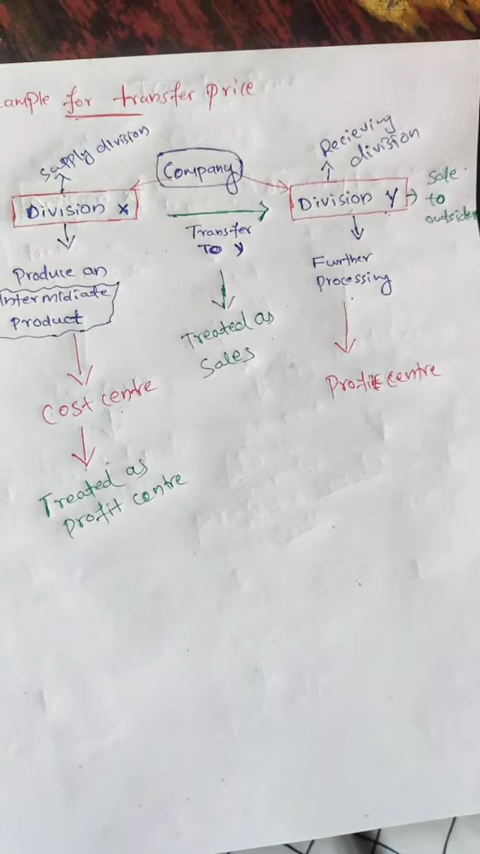 ample for transfer price
Supply division
Company
Recieving
division
Division X
Transfer
To Y
Division Y
Sale
to
outsider
Produce an
Intermidiate
Product
Treated as
Sales
Further
Processing
Cost centre
Profit centre
Treated as
profit centre